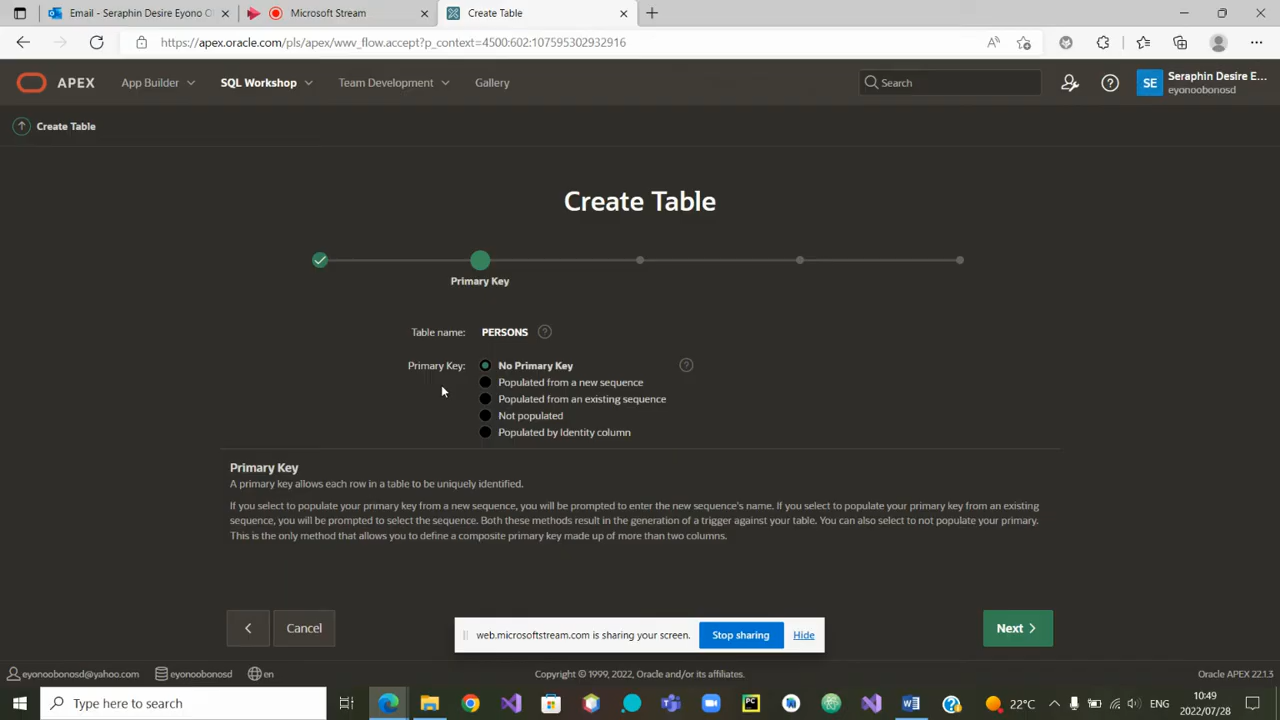 Email - Seraphin Desire Eyono O
Microsoft Stream
Create Table
https://apex.oracle.com/pls/apex/wwv_flow.accept?p_context=4500:602:107595302932916
APEX
App Builder
SQL Workshop
Team Development
Gallery
Search
SE
Seraphin Desire E...
eyonoobonosd
Create Table
Create Table
Primary Key
Table name: PERSONS
Primary Key: No Primary Key
Populated from a new sequence
Populated from an existing sequence
Not populated
Populated by Identity column
Primary Key
A primary key allows each row in a table to be uniquely identified.
If you select to populate your primary key from a new sequence, you will be prompted to enter the new sequence's name. If you select to populate your primary key from an existing
sequence, you will be prompted to select the sequence. Both these methods result in the generation of a trigger against your table. You can also select to not populate your primary.
This is the only method that allows you to define a composite primary key made up of more than two columns.
Cancel
web.microsoftstream.com is sharing your screen.
Stop sharing
Hide
Next
eyonoobonosd@yahoo.com
eyonoobonosd
en
Copyright © 1999, 2022, Oracle and/or its affiliates.
Oracle APEX 22.1.3
Type here to search
22°C
10:49
2022/07/28